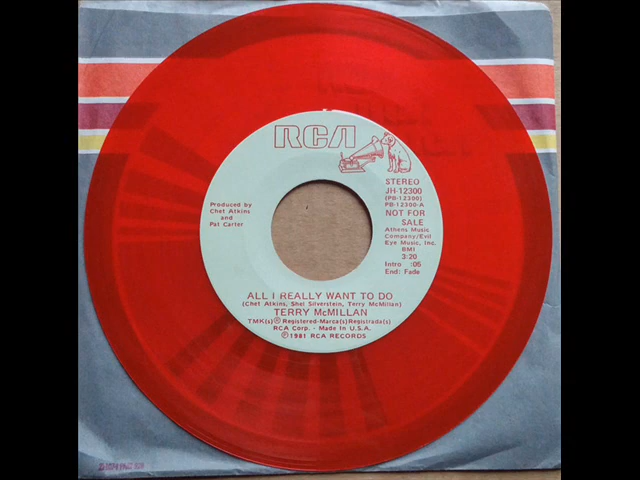 RCA
STEREO
JH-12300
(PB-12300)
PB-12300-A
NOT FOR
SALE
Athens Music
Company/Evil
Eye Music, Inc.
BMI
3:20
Intro :06
End: Fade
Produced by
Chet Atkins
and
Pat Carter
ALL I REALLY WANT TO DO
(Chet Atkins, Shel Silverstein, Terry McMillan)
TERRY McMILLAN
TMK(s) ® Registered-Marca(s) Registrada(s)
RCA Corp. - Made in U.S.A.
℗1981 RCA RECORDS